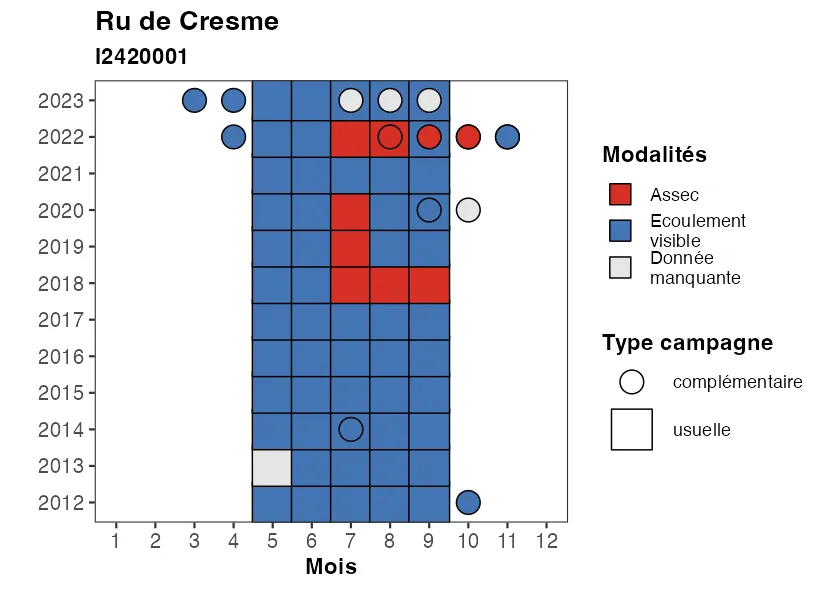 Ru de Cresme
I2420001
2023
2022
2021
2020
2019
2018
2017
2016
2015
2014
2013
2012
1 2 3 4 5 6 7 8 9 10 11 12
Mois
Modalités
Assec
Ecoulement
visible
Donnée
manquante
Type campagne
complémentaire
usuelle